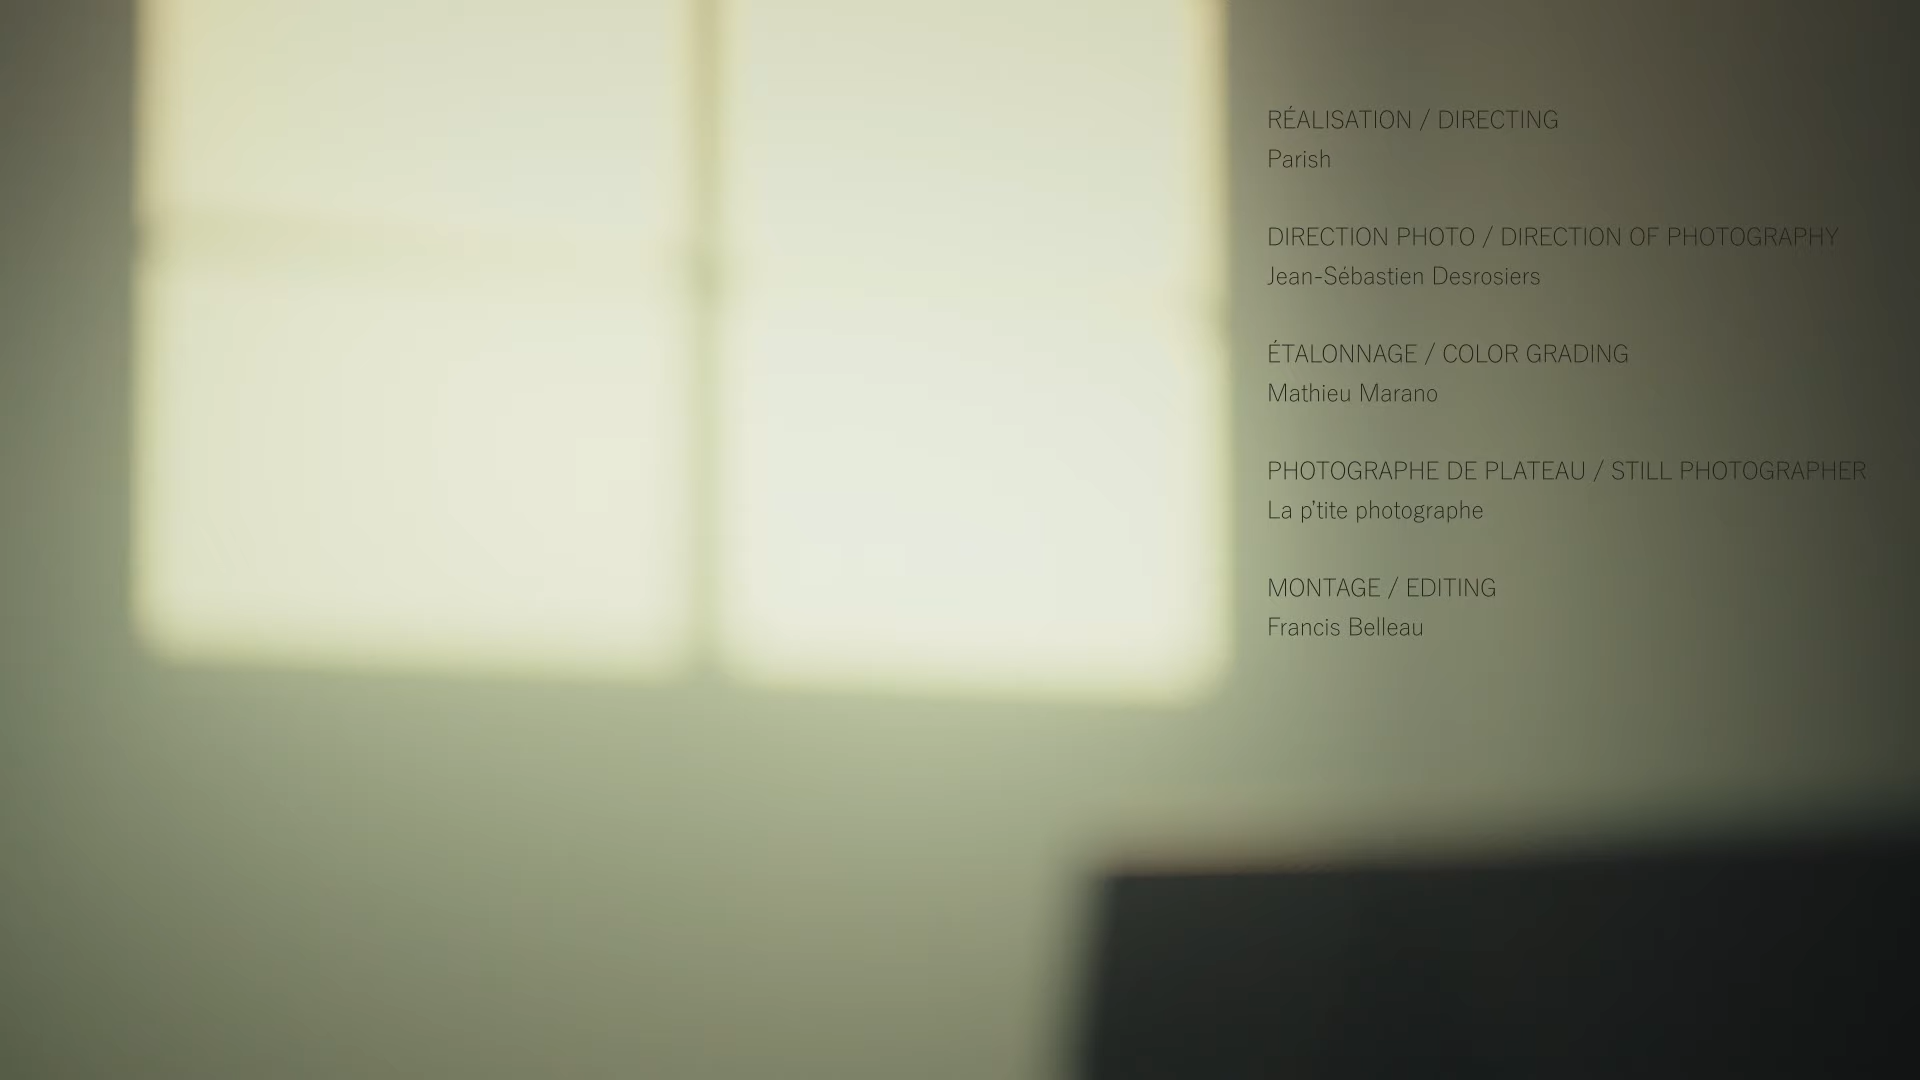 RÉALISATION / DIRECTING
Parish
DIRECTION PHOTO / DIRECTION OF PHOTOGRAPHY
Jean-Sébastien Desrosiers
ÉTALONNAGE / COLOR GRADING
Mathieu Marano
PHOTOGRAPHE DE PLATEAU / STILL PHOTOGRAPHER
La p'tite photographe
MONTAGE / EDITING
Francis Belleau